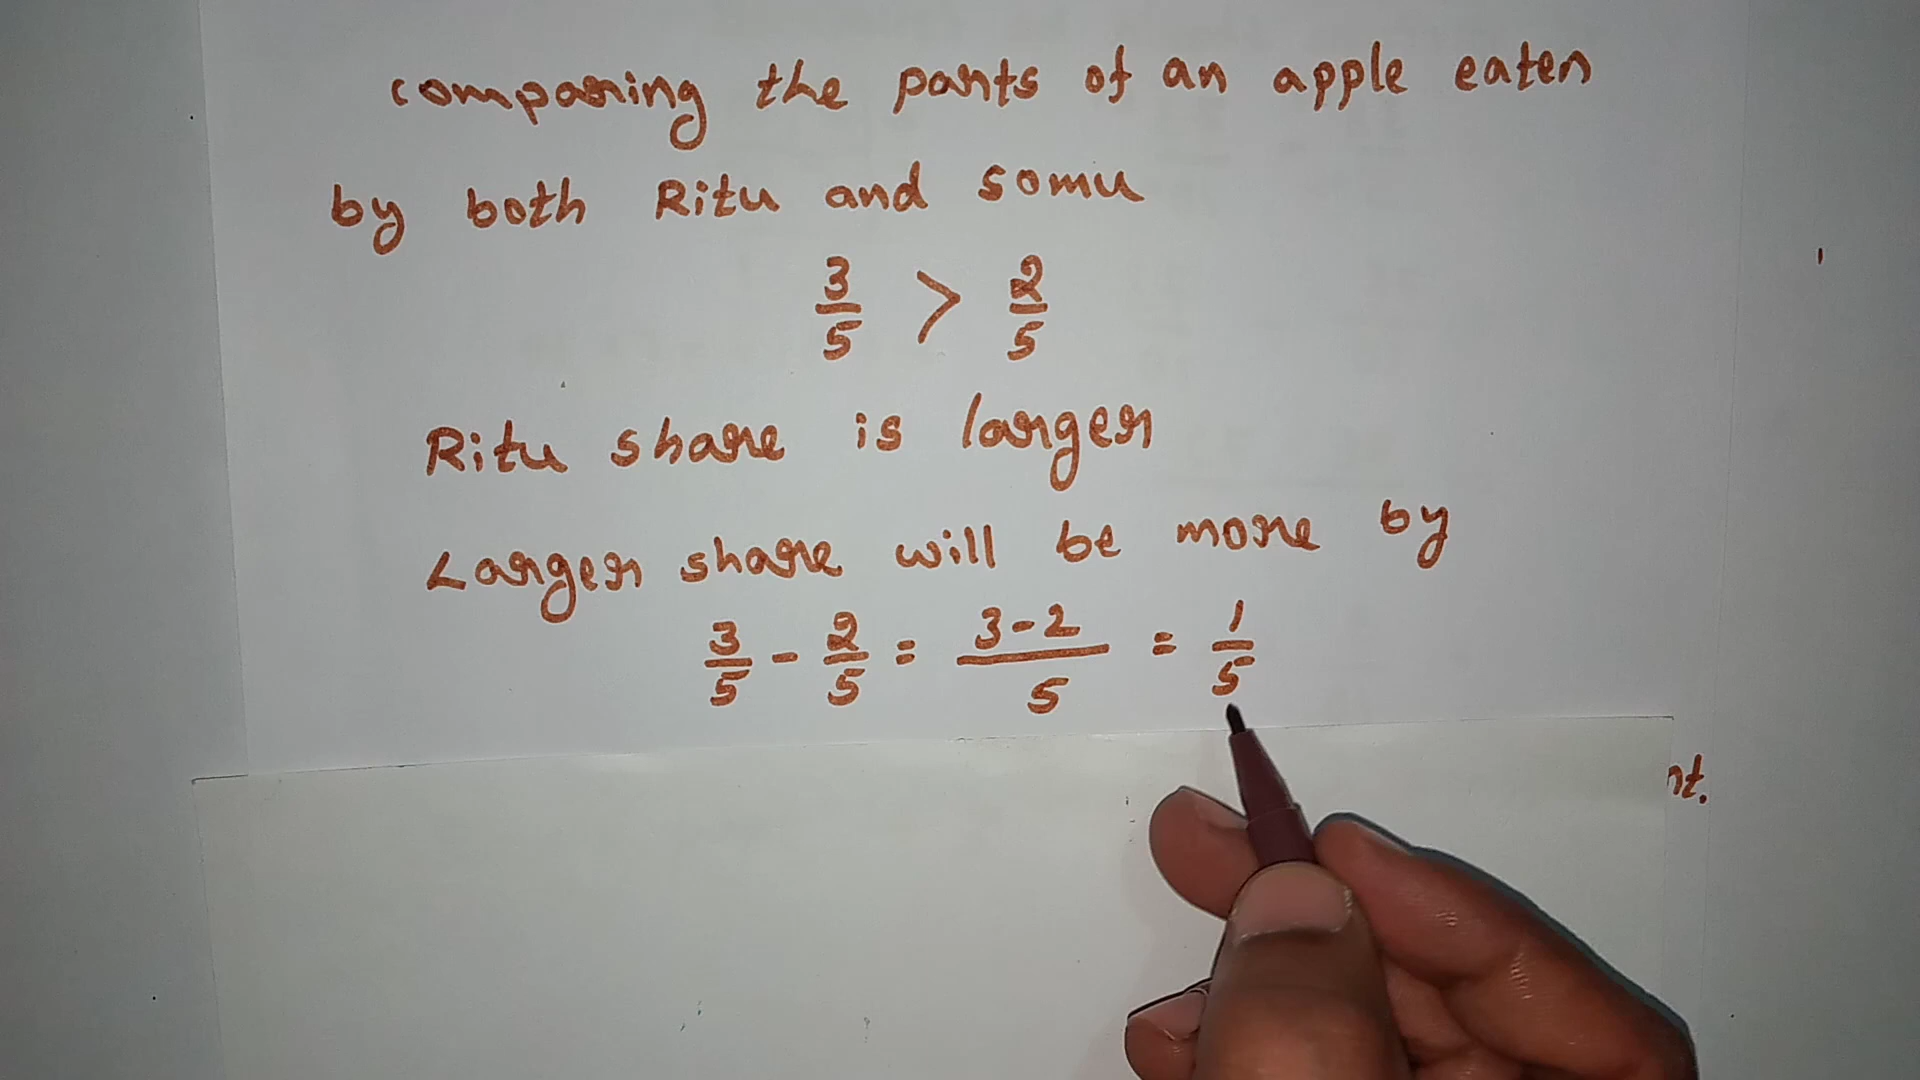 comparing the parts of an apple eaten
by both Ritu and somu
3/5 > 2/5
Ritu share is larger
Larger share will be more by
3/5 - 2/5 = 3-2/5 = 1/5
nt.